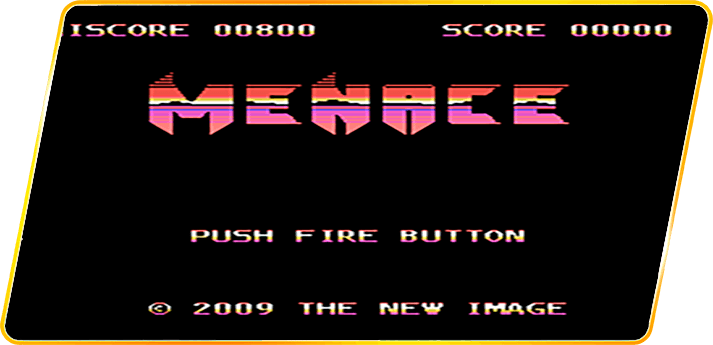 ISCORE 00800 SCORE 00000
MENACE
PUSH FIRE BUTTON
© 2009 THE NEW IMAGE